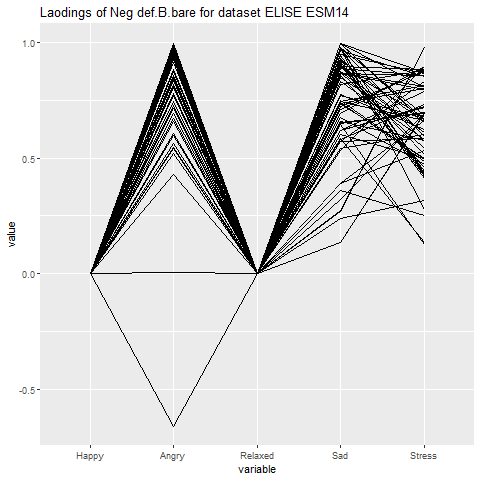 Laodings of Neg def.B.bare for dataset ELISE ESM14
1.0
0.5
0.0
-0.5
value
Happy Angry Relaxed Sad Stress
variable